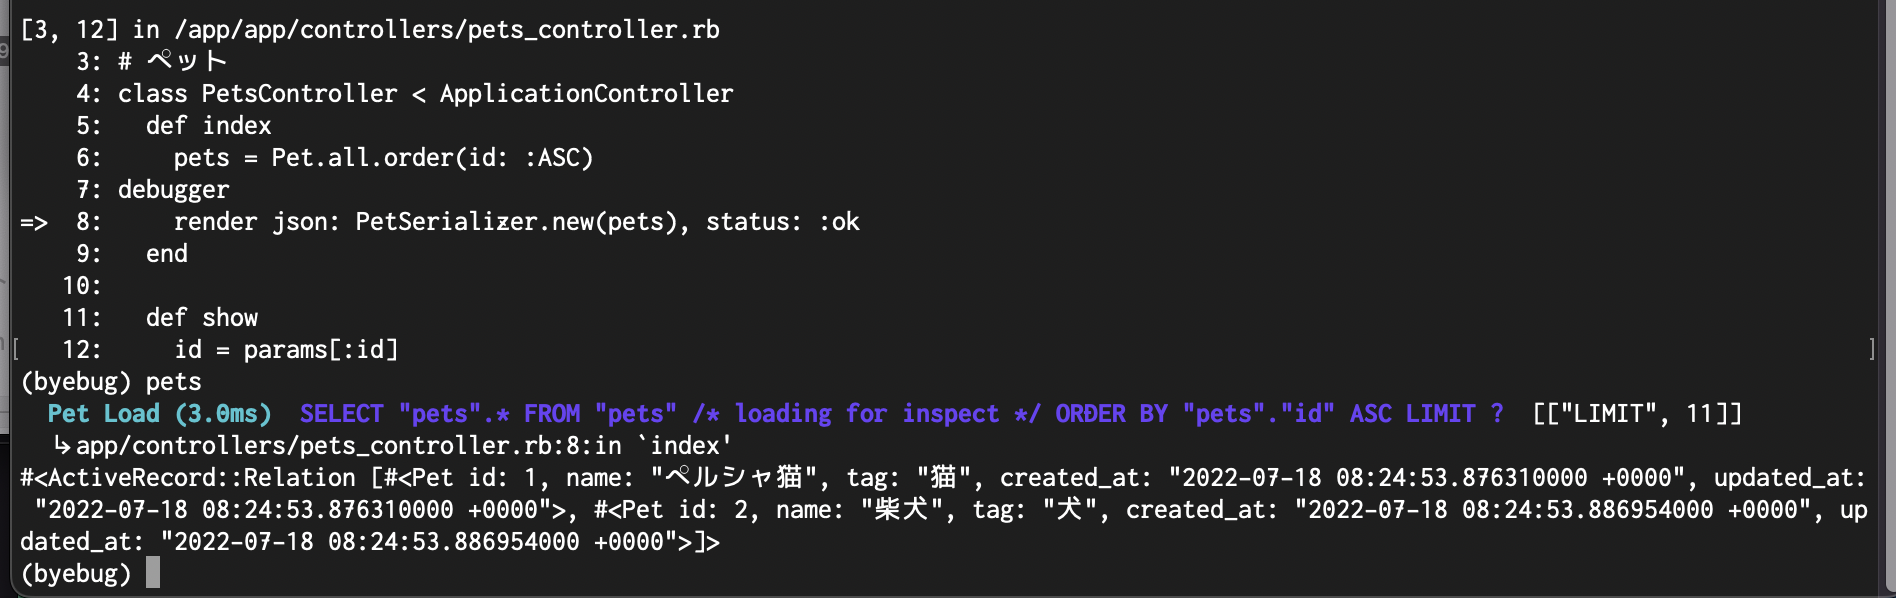 [3, 12] in /app/app/controllers/pets_controller.rb
    3: # ペット
    4: class PetsController < ApplicationController
    5:   def index
    6:     pets = Pet.all.order(id: :ASC)
    7: debugger
=>  8:     render json: PetSerializer.new(pets), status: :ok
    9:   end
   10:
   11:   def show
   12:     id = params[:id]
(byebug) pets
  Pet Load (3.0ms)  SELECT "pets".* FROM "pets" /* loading for inspect */ ORDER BY "pets"."id" ASC LIMIT ?  [["LIMIT", 11]]
  ↳ app/controllers/pets_controller.rb:8:in `index'
#<ActiveRecord::Relation [#<Pet id: 1, name: "ペルシャ猫", tag: "猫", created_at: "2022-07-18 08:24:53.876310000 +0000", updated_at:
 "2022-07-18 08:24:53.876310000 +0000">, #<Pet id: 2, name: "柴犬", tag: "犬", created_at: "2022-07-18 08:24:53.886954000 +0000", up
dated_at: "2022-07-18 08:24:53.886954000 +0000">]>
(byebug)